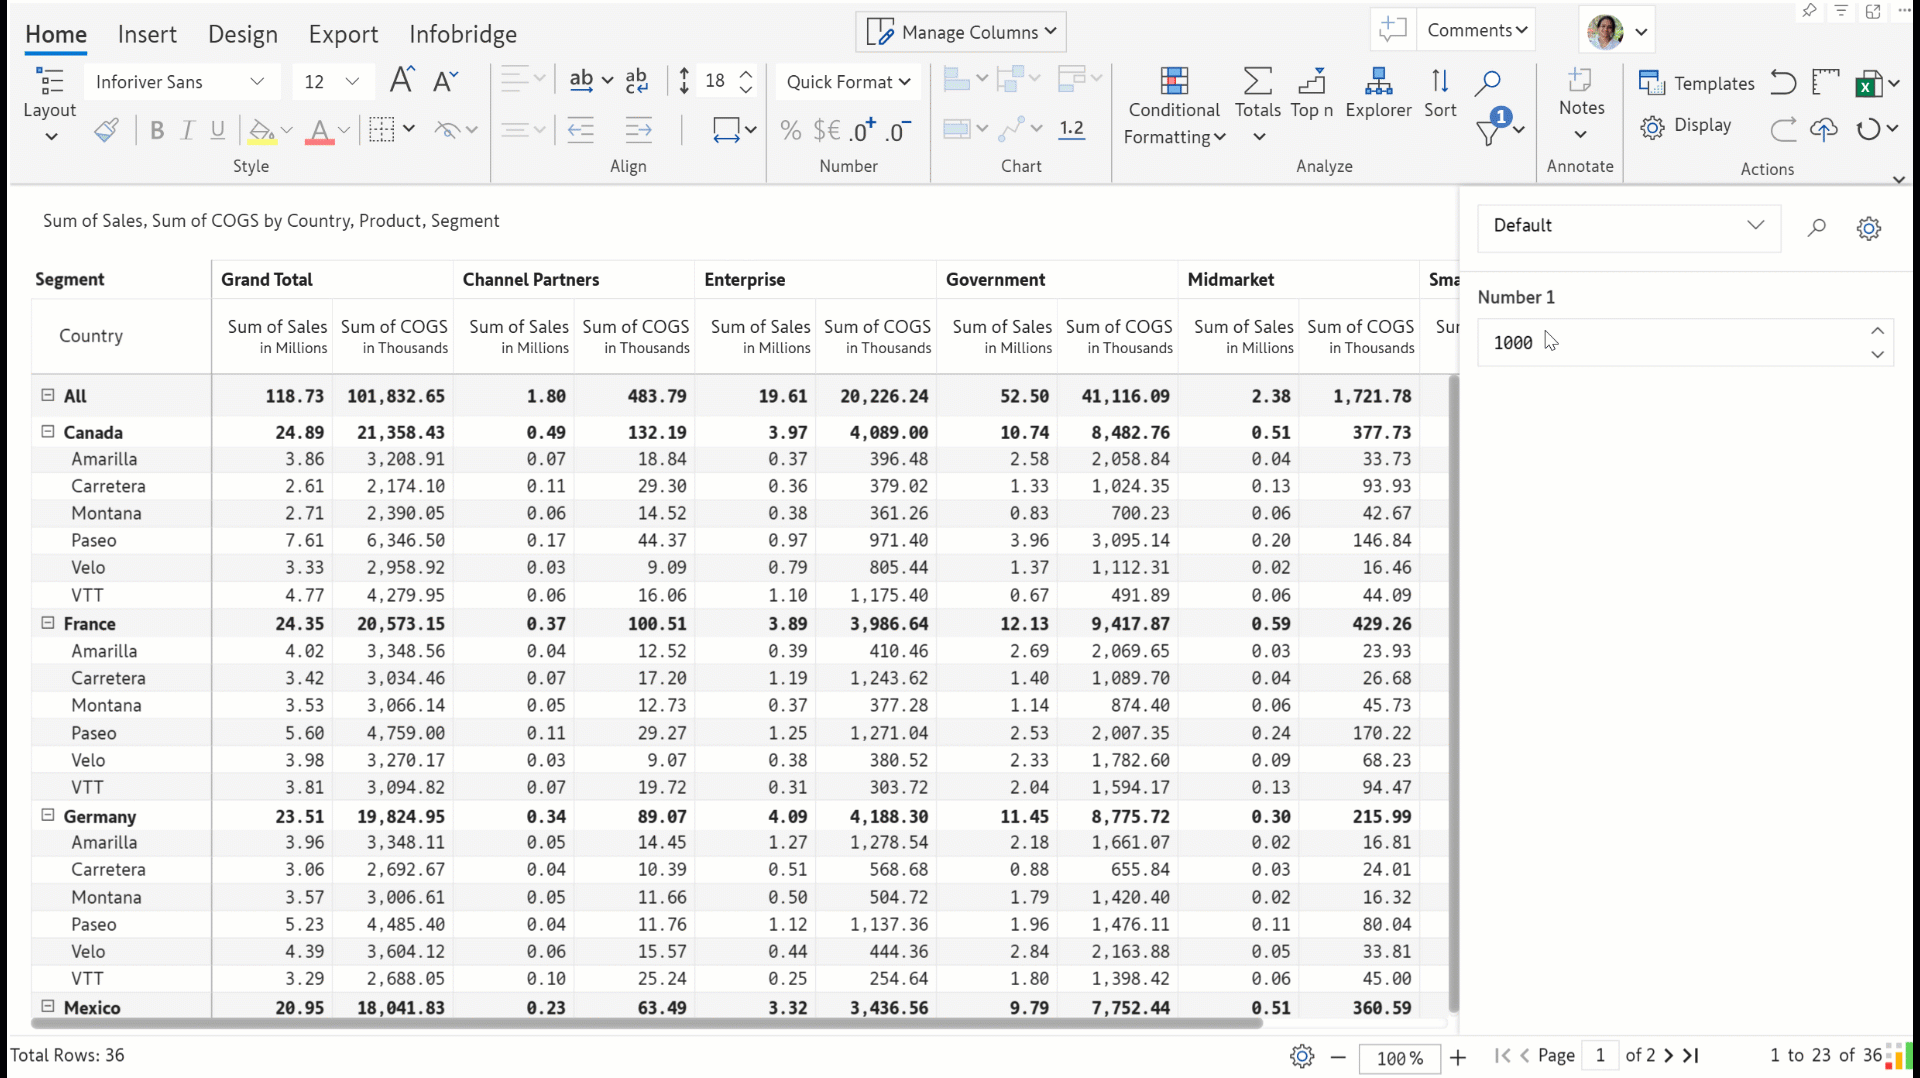 Home Insert Design Export Infobridge Manage Columns Comments
Inforiver Sans 12 18 Quick Format
Layout
Conditional Formatting Totals Top n Explorer Sort 1 Notes Templates
Display
B I U ab ab c % $€ .0+ .0- 1.2
Style Align Number Chart Analyze Annotate Actions
Sum of Sales, Sum of COGS by Country, Product, Segment
Default
Number 1
1000
Segment Grand Total Channel Partners Enterprise Government Midmarket Sma
Country Sum of Sales Sum of COGS Sum of Sales Sum of COGS Sum of Sales Sum of COGS Sum of Sales Sum of COGS Sum of Sales Sum of COGS Sur
in Millions in Thousands in Millions in Thousands in Millions in Thousands in Millions in Thousands in Millions in Thousands
All 118.73 101,832.65 1.80 483.79 19.61 20,226.24 52.50 41,116.09 2.38 1,721.78
Canada 24.89 21,358.43 0.49 132.19 3.97 4,089.00 10.74 8,482.76 0.51 377.73
Amarilla 3.86 3,208.91 0.07 18.84 0.37 396.48 2.58 2,058.84 0.04 33.73
Carretera 2.61 2,174.10 0.11 29.30 0.36 379.02 1.33 1,024.35 0.13 93.93
Montana 2.71 2,390.05 0.06 14.52 0.38 361.26 0.83 700.23 0.06 42.67
Paseo 7.61 6,346.50 0.17 44.37 0.97 971.40 3.96 3,095.14 0.20 146.84
Velo 3.33 2,958.92 0.03 9.09 0.79 805.44 1.37 1,112.31 0.02 16.46
VTT 4.77 4,279.95 0.06 16.06 1.10 1,175.40 0.67 491.89 0.06 44.09
France 24.35 20,573.15 0.37 100.51 3.89 3,986.64 12.13 9,417.87 0.59 429.26
Amarilla 4.02 3,348.56 0.04 12.52 0.39 410.46 2.69 2,069.65 0.03 23.93
Carretera 3.42 3,034.46 0.07 17.20 1.19 1,243.62 1.40 1,089.70 0.04 26.68
Montana 3.53 3,066.14 0.05 12.73 0.37 377.28 1.14 874.40 0.06 45.73
Paseo 5.60 4,759.00 0.11 29.27 1.25 1,271.04 2.53 2,007.35 0.24 170.22
Velo 3.98 3,270.17 0.03 9.07 0.38 380.52 2.33 1,782.60 0.09 68.23
VTT 3.81 3,094.82 0.07 19.72 0.31 303.72 2.04 1,594.17 0.13 94.47
Germany 23.51 19,824.95 0.34 89.07 4.09 4,188.30 11.45 8,775.72 0.30 215.99
Amarilla 3.96 3,348.11 0.05 14.45 1.27 1,278.54 2.18 1,661.07 0.02 16.81
Carretera 3.06 2,692.67 0.04 10.39 0.51 568.68 0.88 655.84 0.03 24.01
Montana 3.57 3,006.61 0.05 11.66 0.50 504.72 1.79 1,420.40 0.02 16.32
Paseo 5.23 4,485.40 0.04 11.76 1.12 1,137.36 1.96 1,476.11 0.11 80.04
Velo 4.39 3,604.12 0.06 15.57 0.44 444.36 2.84 2,163.88 0.05 33.81
VTT 3.29 2,688.05 0.10 25.24 0.25 254.64 1.80 1,398.42 0.06 45.00
Mexico 20.95 18,041.83 0.23 63.49 3.32 3,436.56 9.79 7,752.44 0.51 360.59
Total Rows: 36 100% Page 1 of 2 1 to 23 of 36